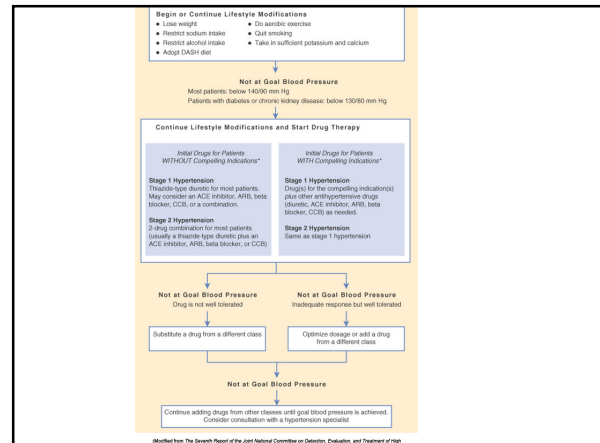 Begin or Continue Lifestyle Modifications
• Lose weight
• Restrict sodium intake
• Restrict alcohol intake
• Adopt DASH diet
• Do aerobic exercise
• Quit smoking
• Take in sufficient potassium and calcium
Not at Goal Blood Pressure
Most patients: below 140/90 mm Hg
Patients with diabetes or chronic kidney disease: below 130/80 mm Hg
Continue Lifestyle Modifications and Start Drug Therapy
Initial Drugs for Patients
WITHOUT Compelling Indications*
Stage 1 Hypertension
Thiazide-type diuretic for most patients.
May consider an ACE inhibitor, ARB, beta
blocker, CCB, or a combination.
Stage 2 Hypertension
2-drug combination for most patients
(usually a thiazide-type diuretic plus an
ACE inhibitor, ARB, beta blocker, or CCB)
Initial Drugs for Patients
WITH Compelling Indications*
Stage 1 Hypertension
Drug(s) for the compelling indication(s)
plus other antihypertensive drugs
(diuretic, ACE inhibitor, ARB, beta
blocker, CCB) as needed.
Stage 2 Hypertension
Same as stage 1 hypertension
Not at Goal Blood Pressure
Drug is not well tolerated
Not at Goal Blood Pressure
Inadequate response but well tolerated
Substitute a drug from a different class
Optimize dosage or add a drug
from a different class
Not at Goal Blood Pressure
Continue adding drugs from other classes until goal blood pressure is achieved.
Consider consultation with a hypertension specialist
(Modified from The Seventh Report of the Joint National Committee on Detection, Evaluation, and Treatment of High